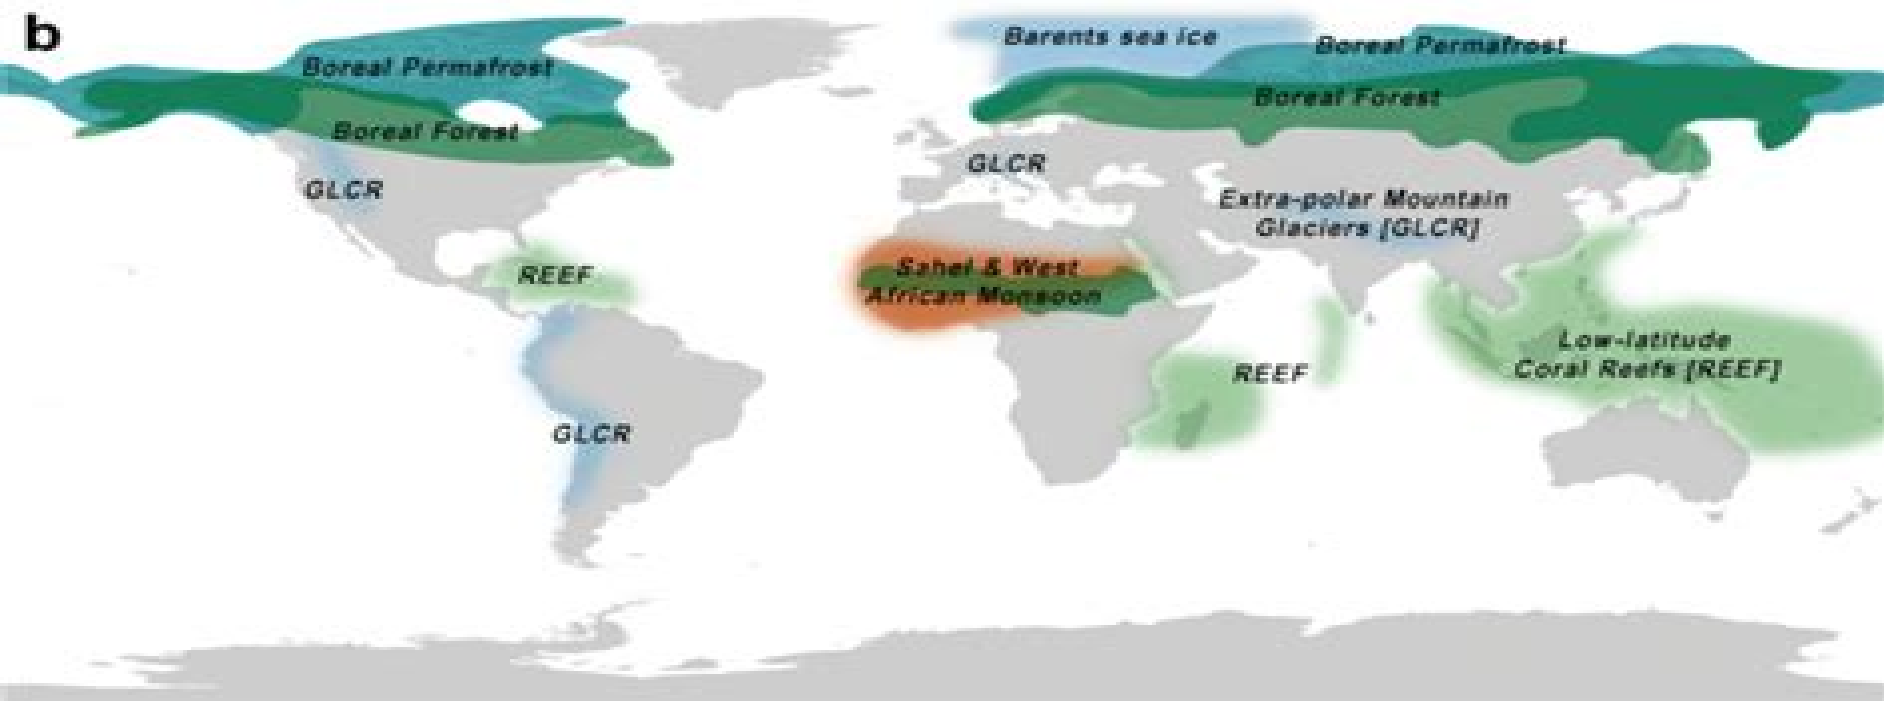 b
Barents sea ice
Boreal Permafrost
Boreal Permafrost
Boreal Forest
Boreal Forest
GLCR
GLCR
Extra-polar Mountain
Glaciers [GLCR]
REEF
Sahel & West
African Monsoon
Low-latitude
Coral Reefs [REEF]
REEF
GLCR